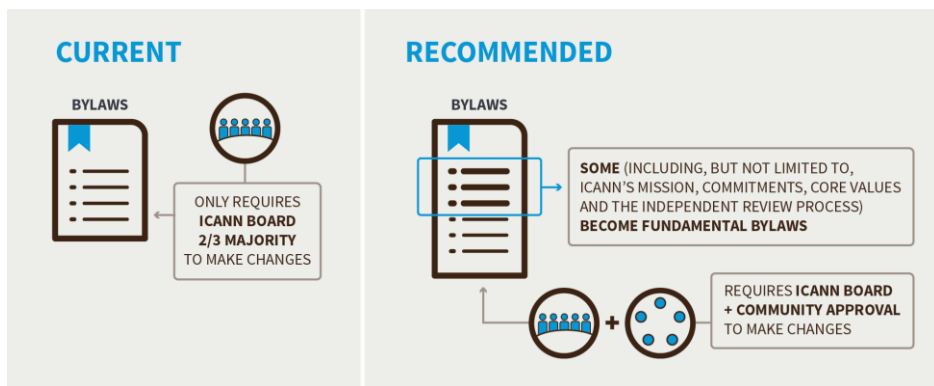 CURRENT
BYLAWS
ONLY REQUIRES
ICANN BOARD
2/3 MAJORITY
TO MAKE CHANGES
RECOMMENDED
BYLAWS
SOME (INCLUDING, BUT NOT LIMITED TO,
ICANN'S MISSION, COMMITMENTS, CORE VALUES
AND THE INDEPENDENT REVIEW PROCESS)
BECOME FUNDAMENTAL BYLAWS
+
REQUIRES ICANN BOARD
+ COMMUNITY APPROVAL
TO MAKE CHANGES